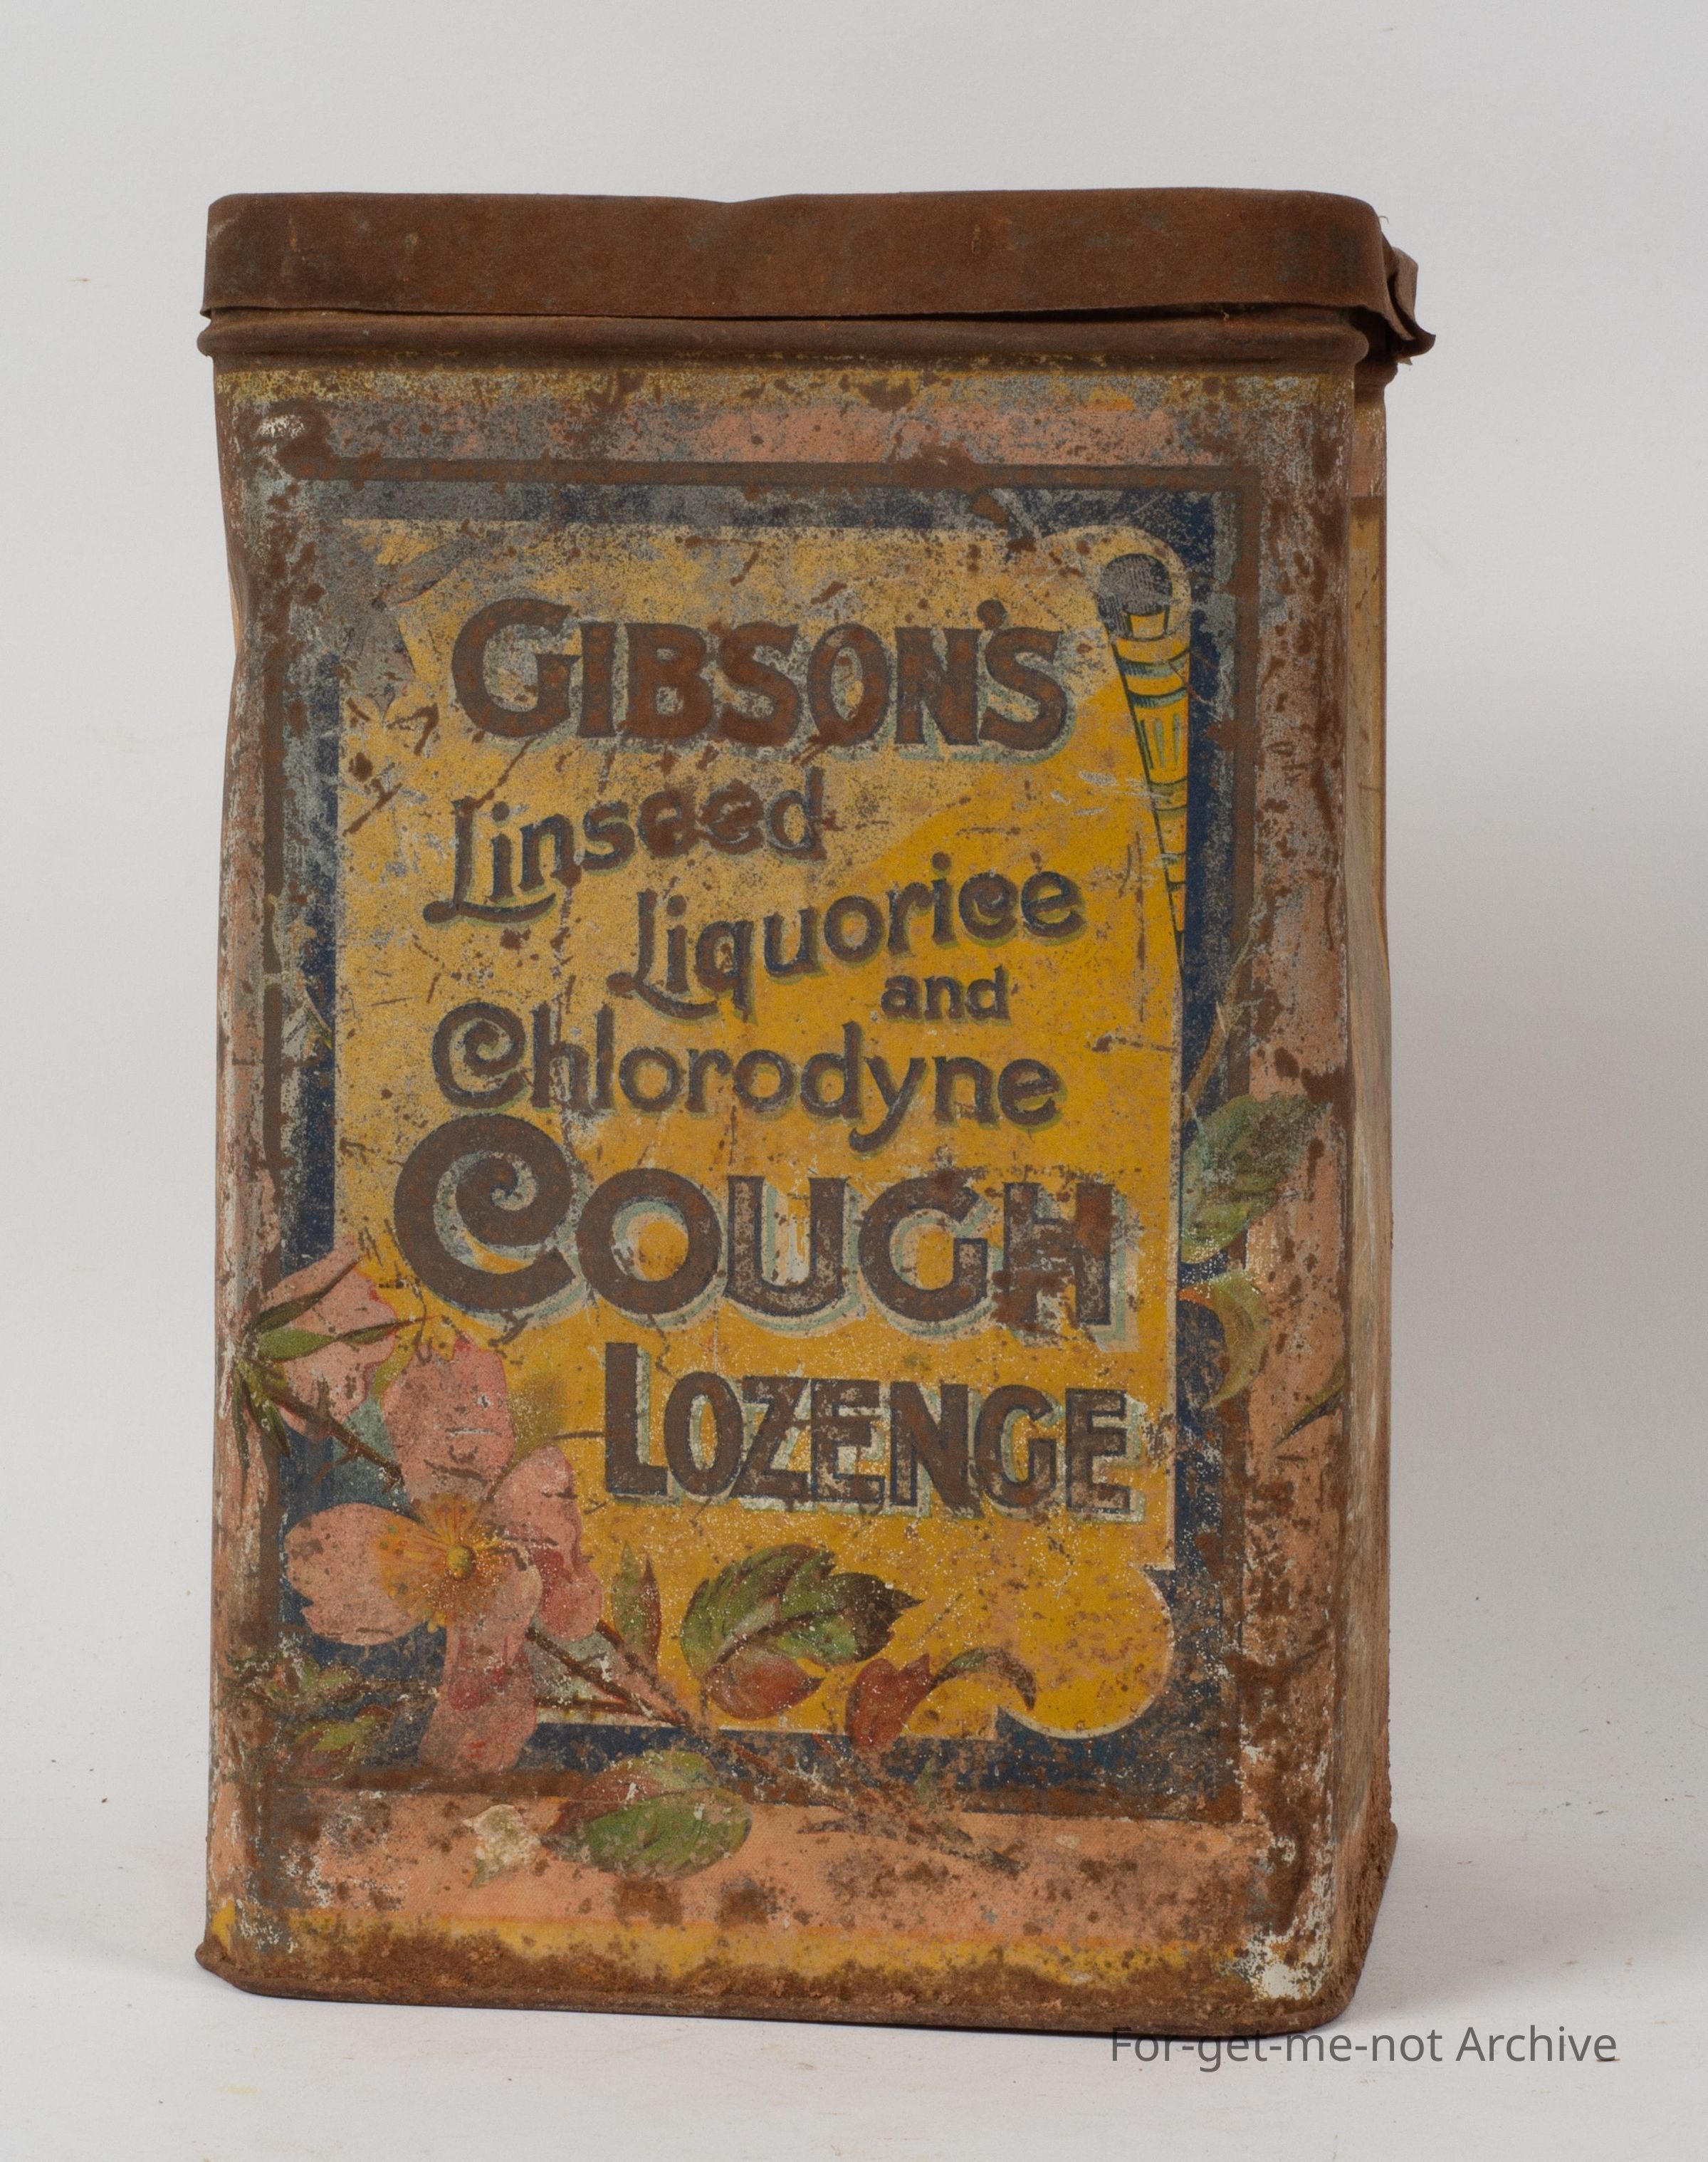 GIBSON'S
Linseed
Liquorice
and
Chlorodyne
COUGH
LOZENGE
For-get-me-not Archive